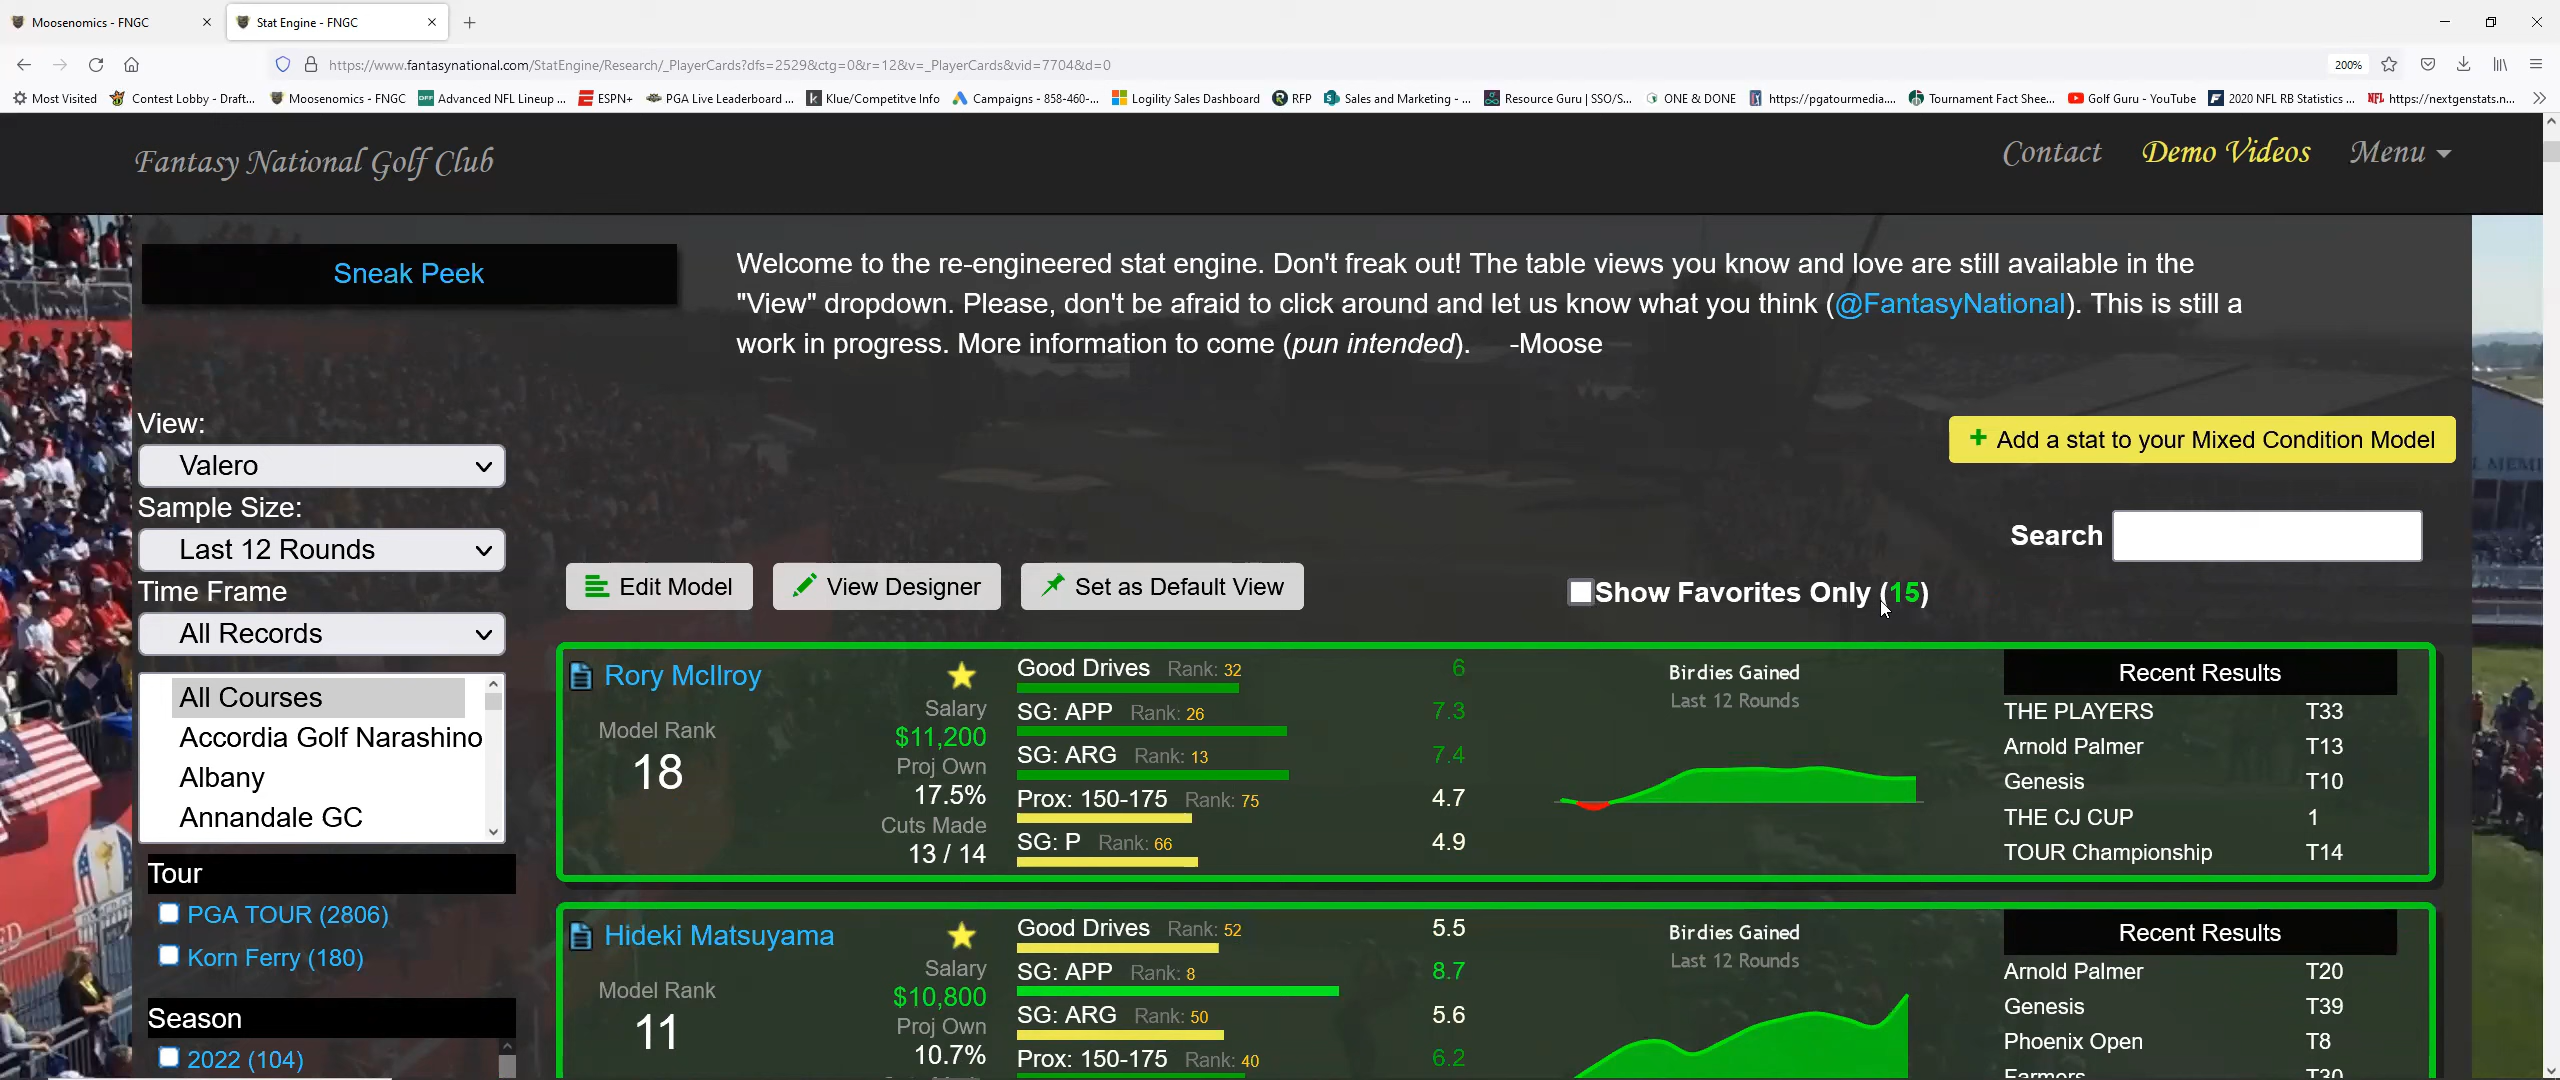 Moosenomics - FNGC
Stat Engine - FNGC
https://www.fantasynational.com/StatEngine/Research/_PlayerCards?dfs=2529&ctg=0&r=12&v=_PlayerCards&vid=7704&d=0
200%
Most Visited
Contest Lobby - Draft...
Moosenomics - FNGC
Advanced NFL Lineup ...
ESPN+
PGA Live Leaderboard ...
Klue/Competitve Info
Campaigns - 858-460-...
Logility Sales Dashboard
RFP
Sales and Marketing - ...
Resource Guru | SSO/S...
ONE & DONE
https://pgatourmedia....
Tournament Fact Shee...
Golf Guru - YouTube
2020 NFL RB Statistics ...
https://nextgenstats.n...
Fantasy National Golf Club
Contact
Demo Videos
Menu
Sneak Peek
Welcome to the re-engineered stat engine. Don't freak out! The table views you know and love are still available in the
"View" dropdown. Please, don't be afraid to click around and let us know what you think (@FantasyNational). This is still a
work in progress. More information to come (pun intended). -Moose
View:
Valero
Sample Size:
Last 12 Rounds
Time Frame
All Records
All Courses
Accordia Golf Narashino
Albany
Annandale GC
Tour
PGA TOUR (2806)
Korn Ferry (180)
Season
2022 (104)
+ Add a stat to your Mixed Condition Model
Search
Edit Model
View Designer
Set as Default View
Show Favorites Only (15)
Rory McIlroy
Model Rank
18
Salary
$11,200
Proj Own
17.5%
Cuts Made
13 / 14
Good Drives Rank: 32 6
SG: APP Rank: 26 7.3
SG: ARG Rank: 13 7.4
Prox: 150-175 Rank: 75 4.7
SG: P Rank: 66 4.9
Birdies Gained
Last 12 Rounds
Recent Results
THE PLAYERS T33
Arnold Palmer T13
Genesis T10
THE CJ CUP 1
TOUR Championship T14
Hideki Matsuyama
Model Rank
11
Salary
$10,800
Proj Own
10.7%
Good Drives Rank: 52 5.5
SG: APP Rank: 8 8.7
SG: ARG Rank: 50 5.6
Prox: 150-175 Rank: 40 6.2
Birdies Gained
Last 12 Rounds
Recent Results
Arnold Palmer T20
Genesis T39
Phoenix Open T8
Farmers T30